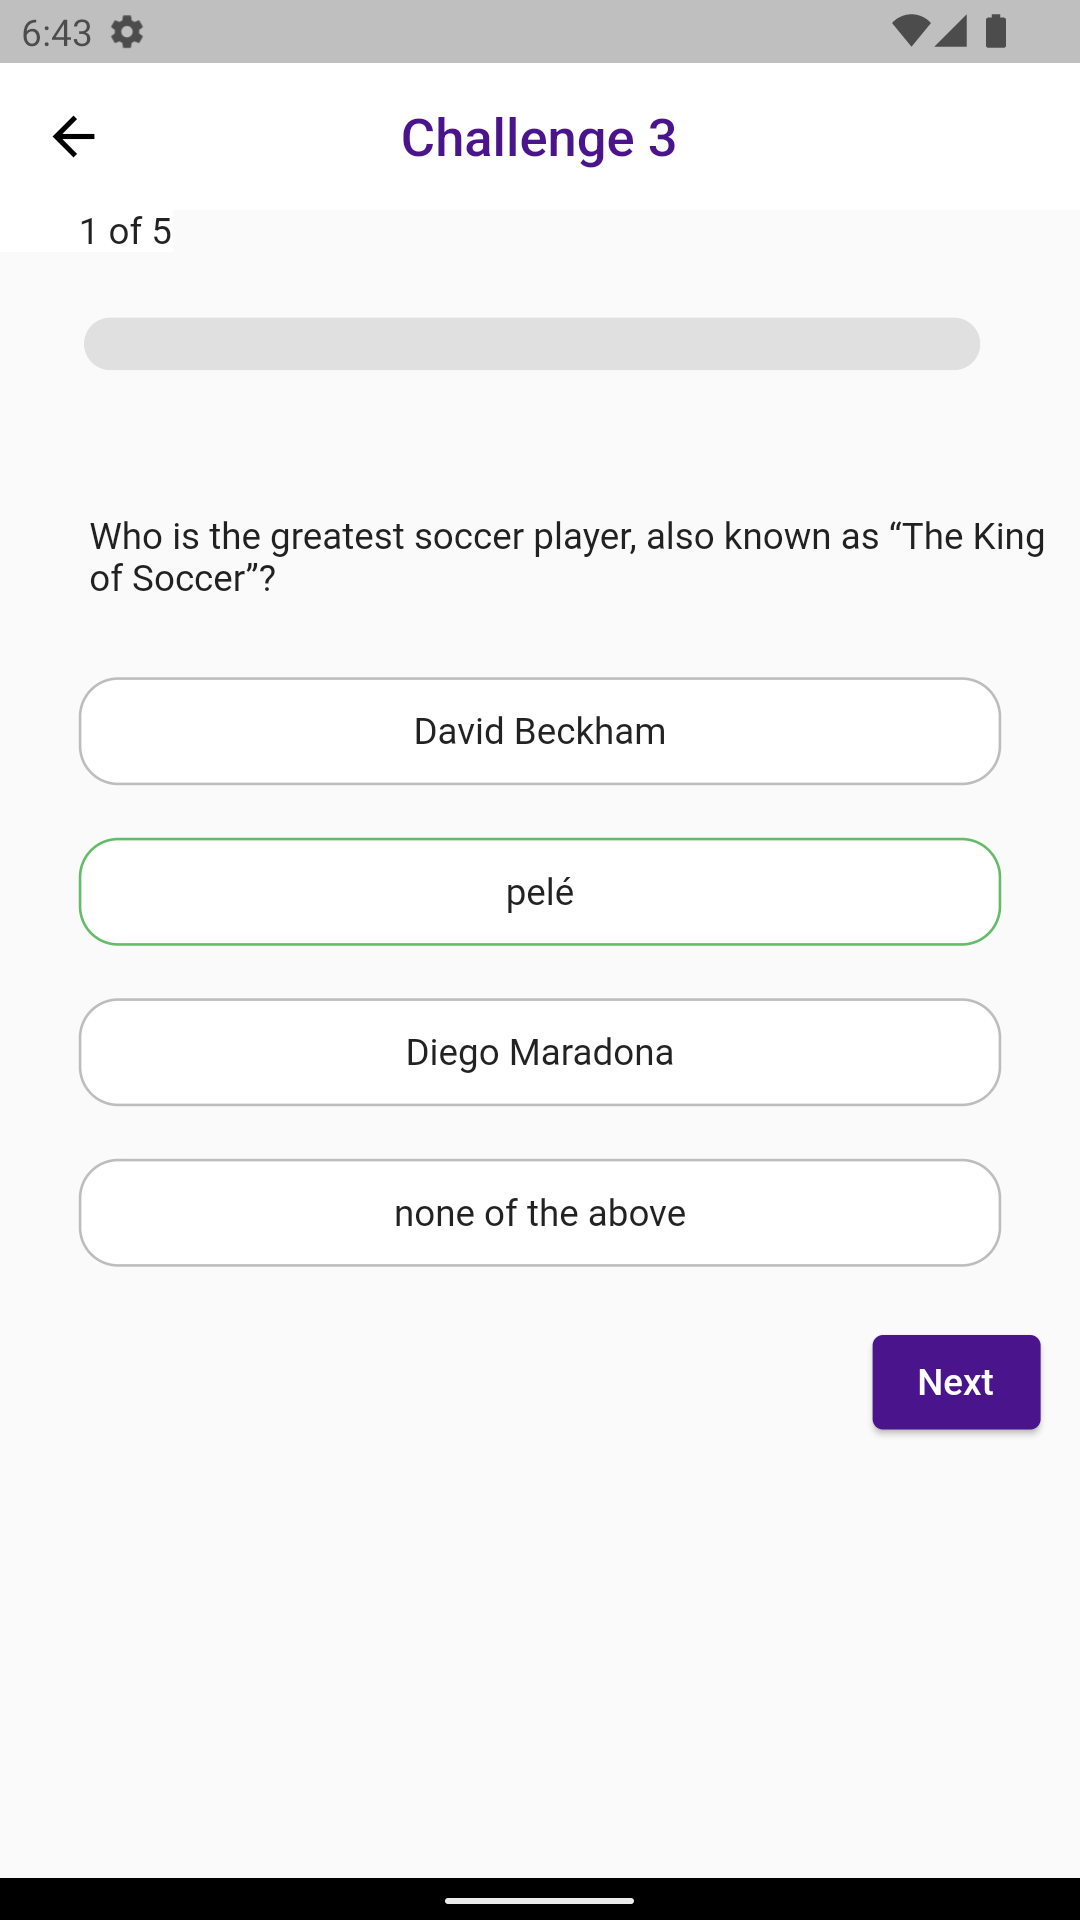 6:43
Challenge 3
1 of 5
Who is the greatest soccer player, also known as “The King
of Soccer”?
David Beckham
pelé
Diego Maradona
none of the above
Next